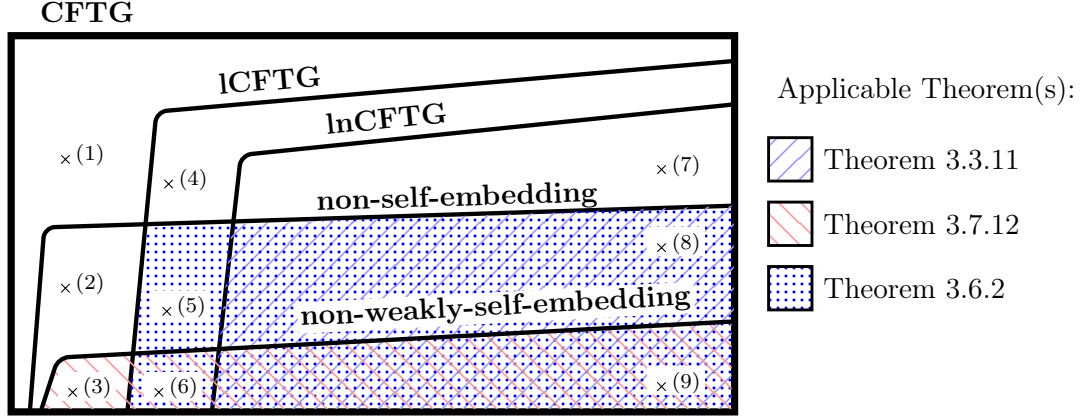 CFTG
lCFTG
lnCFTG
× (1)
× (4)
× (7)
non-self-embedding
× (8)
× (2)
× (5)
non-weakly-self-embedding
× (3)
× (6)
× (9)
Applicable Theorem(s):
Theorem 3.3.11
Theorem 3.7.12
Theorem 3.6.2